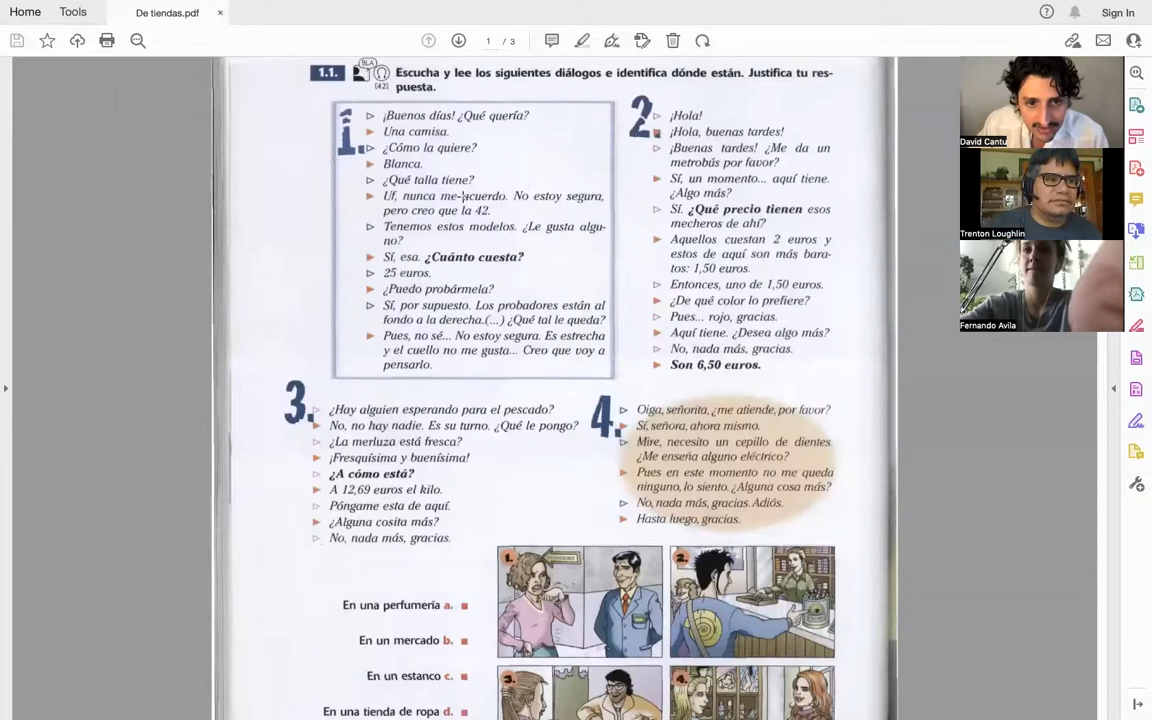 Home
Tools
De tiendas.pdf
×
Sign In
1 / 3
1.1.
BLA
[42]
Escucha y lee los siguientes diálogos e identifica dónde están. Justifica tu res-
puesta.
1.
¡Buenos días! ¿Qué quería?
Una camisa.
¿Cómo la quiere?
Blanca.
¿Qué talla tiene?
Uf, nunca me acuerdo. No estoy segura,
pero creo que la 42.
Tenemos estos modelos. ¿Le gusta algu-
no?
Sí, esa. ¿Cuánto cuesta?
25 euros.
¿Puedo probármela?
Sí, por supuesto. Los probadores están al
fondo a la derecha.(...) ¿Qué tal le queda?
Pues, no sé... No estoy segura. Es estrecha
y el cuello no me gusta... Creo que voy a
pensarlo.
2.
¡Hola!
¡Hola, buenas tardes!
¡Buenas tardes! ¿Me da un
metrobús por favor?
Sí, un momento... aquí tiene.
¿Algo más?
Sí. ¿Qué precio tienen esos
mecheros de ahí?
Aquellos cuestan 2 euros y
estos de aquí son más bara-
tos: 1,50 euros.
Entonces, uno de 1,50 euros.
¿De qué color lo prefiere?
Pues... rojo, gracias.
Aquí tiene. ¿Desea algo más?
No, nada más, gracias.
Son 6,50 euros.
3.
¿Hay alguien esperando para el pescado?
No, no hay nadie. Es su turno. ¿Qué le pongo?
¿La merluza está fresca?
¡Fresquísima y buenísima!
¿A cómo está?
A 12,69 euros el kilo.
Póngame esta de aquí.
¿Alguna cosita más?
No, nada más, gracias.
4.
Oiga, señorita, ¿me atiende, por favor?
Sí, señora, ahora mismo.
Mire, necesito un cepillo de dientes.
¿Me enseña alguno eléctrico?
Pues en este momento no me queda
ninguno, lo siento. ¿Alguna cosa más?
No, nada más, gracias. Adiós.
Hasta luego, gracias.
En una perfumería a.
En un mercado b.
En un estanco c.
En una tienda de ropa d.
1.
2.
3.
4.
David Cantu
Trenton Loughlin
Fernando Avila